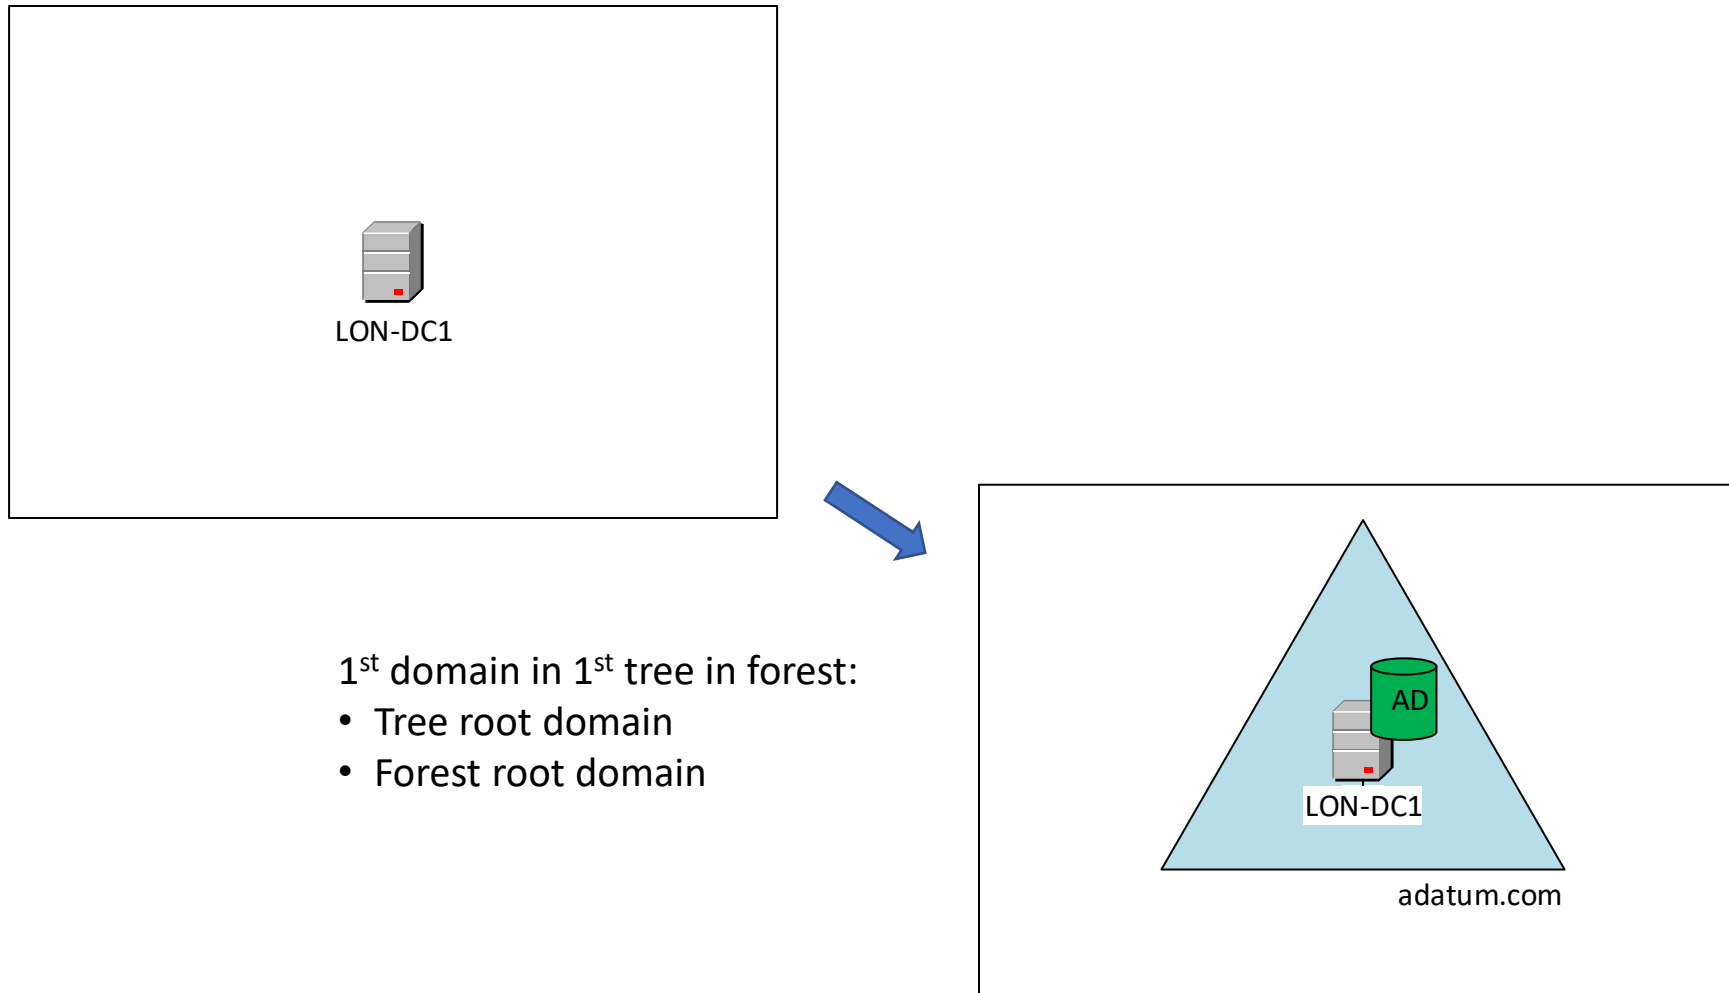 LON-DC1
1st domain in 1st tree in forest:
• Tree root domain
• Forest root domain
AD
LON-DC1
adatum.com